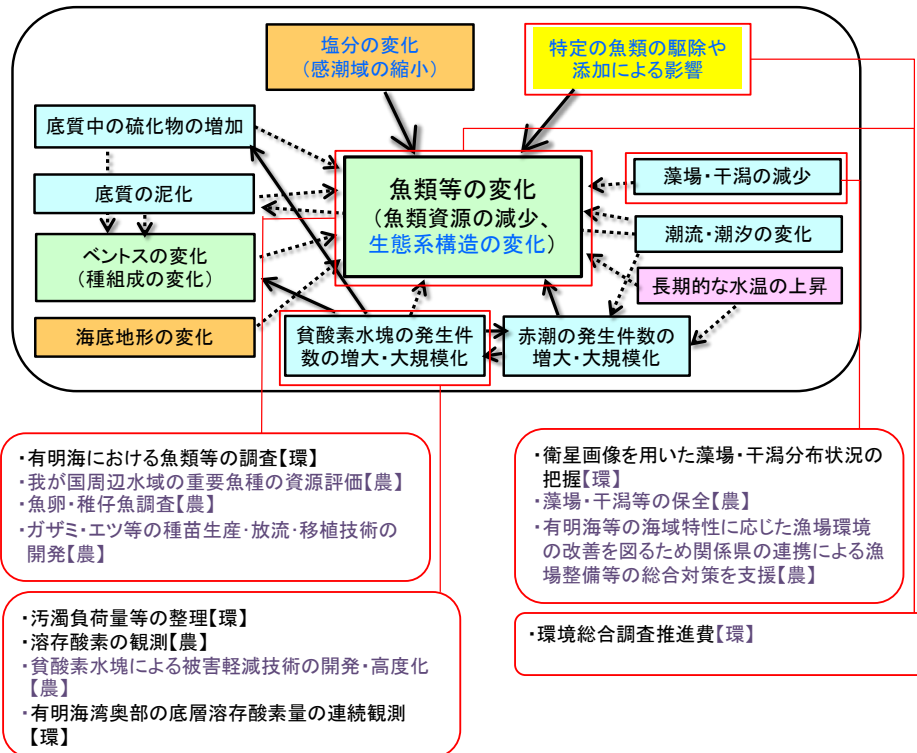 塩分の変化
(感潮域の縮小)
特定の魚類の駆除や
添加による影響
底質中の硫化物の増加
底質の泥化
ベントスの変化
(種組成の変化)
海底地形の変化
魚類等の変化
(魚類資源の減少、
生態系構造の変化)
藻場・干潟の減少
潮流・潮汐の変化
長期的な水温の上昇
貧酸素水塊の発生件
数の増大・大規模化
赤潮の発生件数の
増大・大規模化
・有明海における魚類等の調査【環】
・我が国周辺水域の重要魚種の資源評価【農】
・魚卵・稚仔魚調査【農】
・ガザミ・エツ等の種苗生産・放流・移植技術の
開発【農】
・衛星画像を用いた藻場・干潟分布状況の
把握【環】
・藻場・干潟等の保全【農】
・有明海等の海域特性に応じた漁場環境
の改善を図るため関係県の連携による漁
場整備等の総合対策を支援【農】
・汚濁負荷量等の整理【環】
・溶存酸素の観測【農】
・貧酸素水塊による被害軽減技術の開発・高度化
【農】
・有明海湾奥部の底層溶存酸素量の連続観測
【環】
・環境総合調査推進費【環】